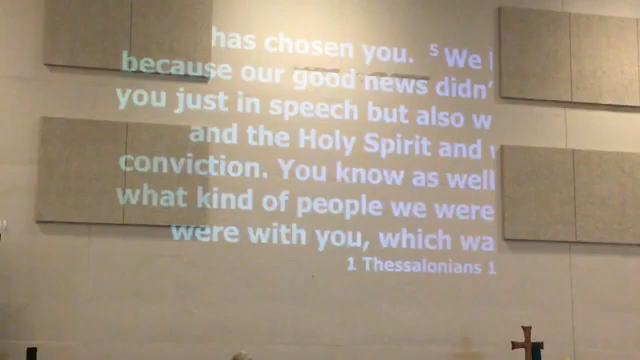 has chosen you. 5 We
because our good news didn'
you just in speech but also w
and the Holy Spirit and
conviction. You know as well
what kind of people we were
were with you, which wa
1 Thessalonians 1